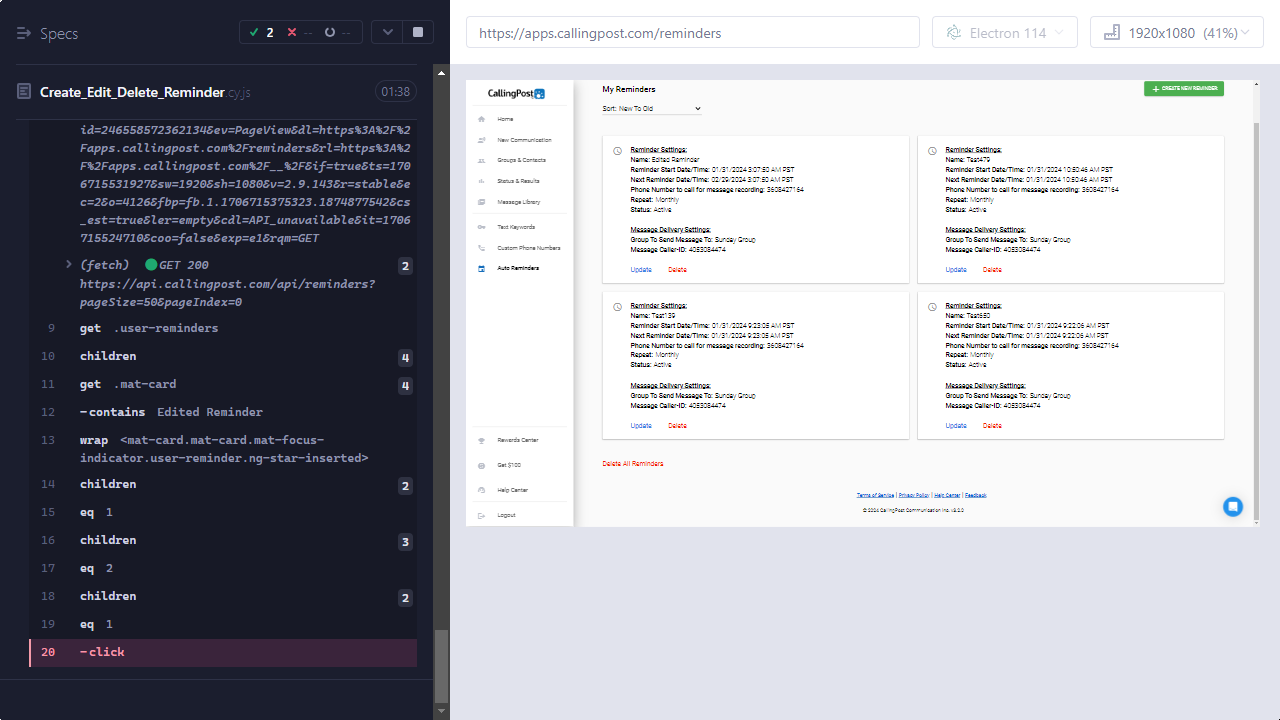 Specs
2
--
--
Create_Edit_Delete_Reminder.cy.js
01:38
id=246558572362134&ev=PageView&dl=https%3A%2F%2
Fapps.callingpost.com%2Freminders&rl=https%3A%2
F%2Fapps.callingpost.com%2F__%2F&if=true&ts=170
6715531927&sw=1920&sh=1080&v=2.9.143&r=stable&e
c=2&o=4126&fbp=fb.1.1706715375323.1874877542&cs
_est=true&ler=empty&cdl=API_unavailable&it=1706
715524710&coo=false&exp=e1&rqm=GET
(fetch) GET 200
https://api.callingpost.com/api/reminders?
pageSize=50&pageIndex=0
2
9 get .user-reminders
10 children 4
11 get .mat-card 4
12 -contains Edited Reminder
13 wrap <mat-card.mat-card.mat-focus-
indicator.user-reminder.ng-star-inserted>
14 children 2
15 eq 1
16 children 3
17 eq 2
18 children 2
19 eq 1
20 -click
https://apps.callingpost.com/reminders
Electron 114
1920x1080 (41%)
CallingPost
Home
New Communication
Groups & Contacts
Status & Results
Message Library
Text Keywords
Custom Phone Numbers
Auto Reminders
Rewards Center
Get $100
Help Center
Logout
My Reminders
CREATE NEW REMINDER
Sort: New To Old
Reminder Settings:
Name: Edited Reminder
Reminder Start Date/Time: 01/31/2024 3:07:50 AM PST
Next Reminder Date/Time: 02/29/2024 3:07:50 AM PST
Phone Number to call for message recording: 3608427164
Repeat: Monthly
Status: Active
Message Delivery Settings:
Group To Send Message To: Sunday Group
Message Caller-ID: 4053084474
Update Delete
Reminder Settings:
Name: Test479
Reminder Start Date/Time: 01/31/2024 10:50:46 AM PST
Next Reminder Date/Time: 01/31/2024 10:50:46 AM PST
Phone Number to call for message recording: 3608427164
Repeat: Monthly
Status: Active
Message Delivery Settings:
Group To Send Message To: Sunday Group
Message Caller-ID: 4053084474
Update Delete
Reminder Settings:
Name: Test139
Reminder Start Date/Time: 01/31/2024 9:23:05 AM PST
Next Reminder Date/Time: 01/31/2024 9:23:05 AM PST
Phone Number to call for message recording: 3608427164
Repeat: Monthly
Status: Active
Message Delivery Settings:
Group To Send Message To: Sunday Group
Message Caller-ID: 4053084474
Update Delete
Reminder Settings:
Name: Test650
Reminder Start Date/Time: 01/31/2024 9:22:06 AM PST
Next Reminder Date/Time: 01/31/2024 9:22:06 AM PST
Phone Number to call for message recording: 3608427164
Repeat: Monthly
Status: Active
Message Delivery Settings:
Group To Send Message To: Sunday Group
Message Caller-ID: 4053084474
Update Delete
Delete All Reminders
Terms of Service | Privacy Policy | Help Center | Feedback
© 2024 CallingPost Communication Inc. v8.2.0